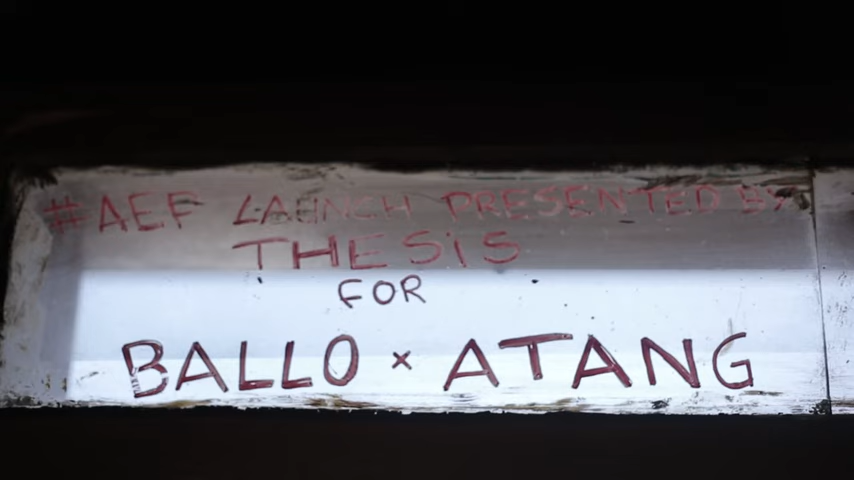 #AEF LAUNCH PRESENTED BY
THESIS
FOR
BALLO x ATANG